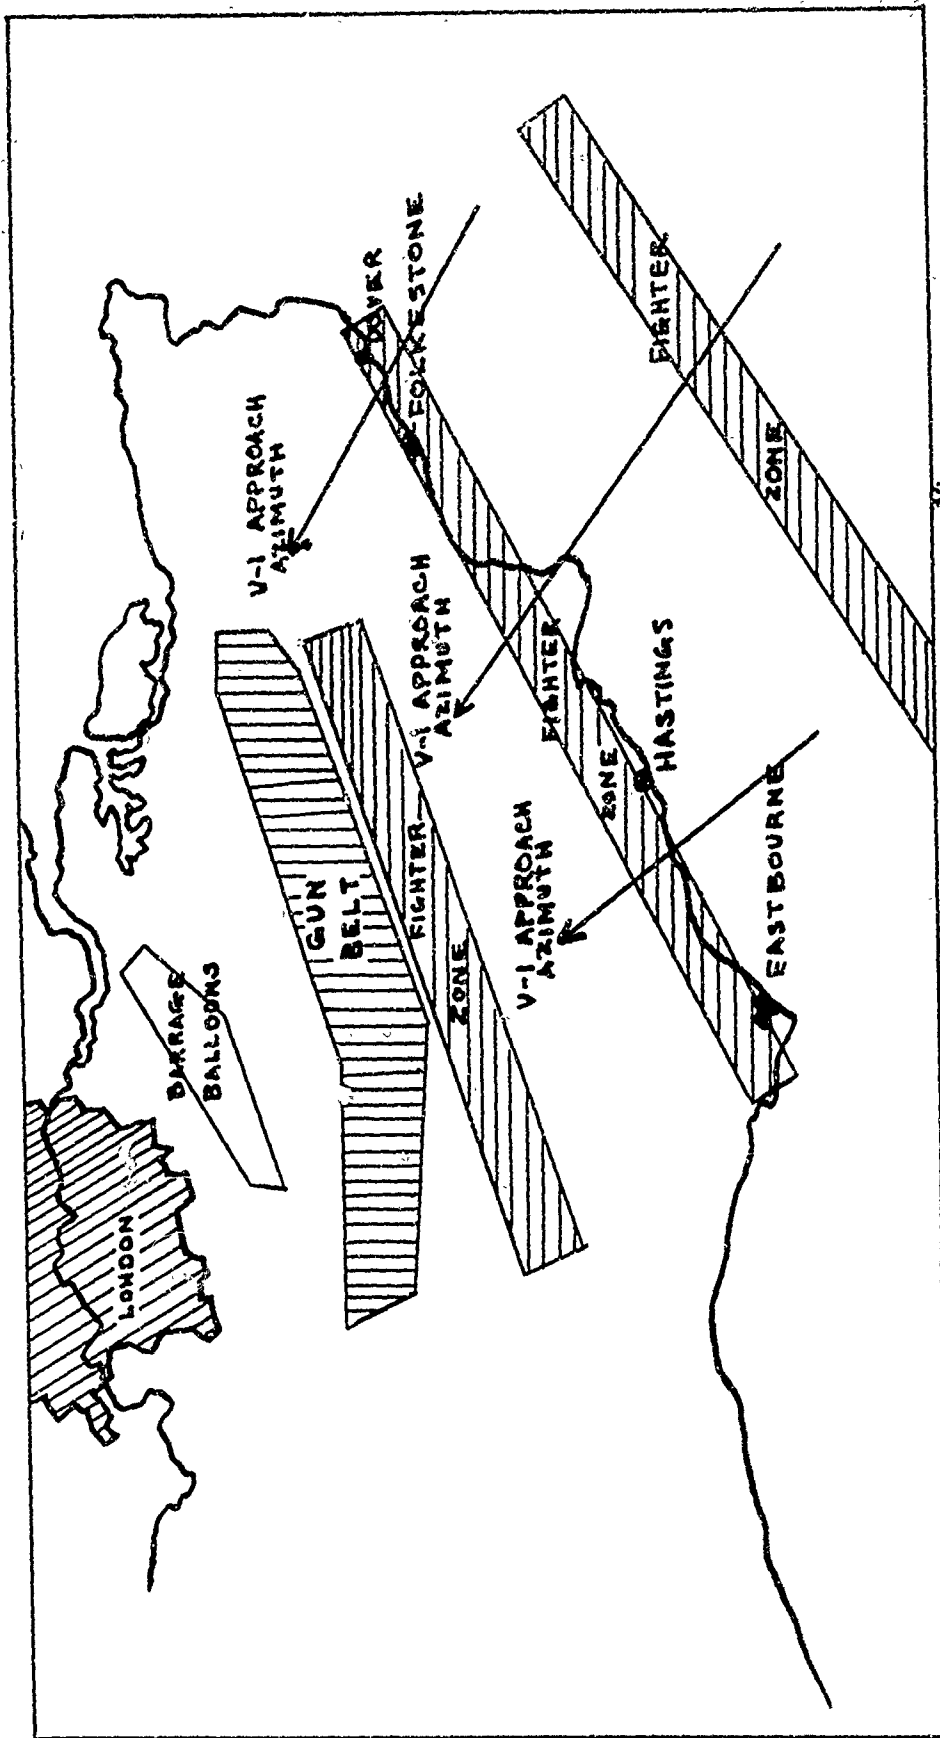 LONDON
BARRAGE
BALLOONS
GUN
BELT
FIGHTER
ZONE
V-1 APPROACH
AZIMUTH
V-1 APPROACH
AZIMUTH
V-1 APPROACH
AZIMUTH
DOVER
FOLKESTONE
FIGHTER
ZONE
HASTINGS
EASTBOURNE
FIGHTER
ZONE